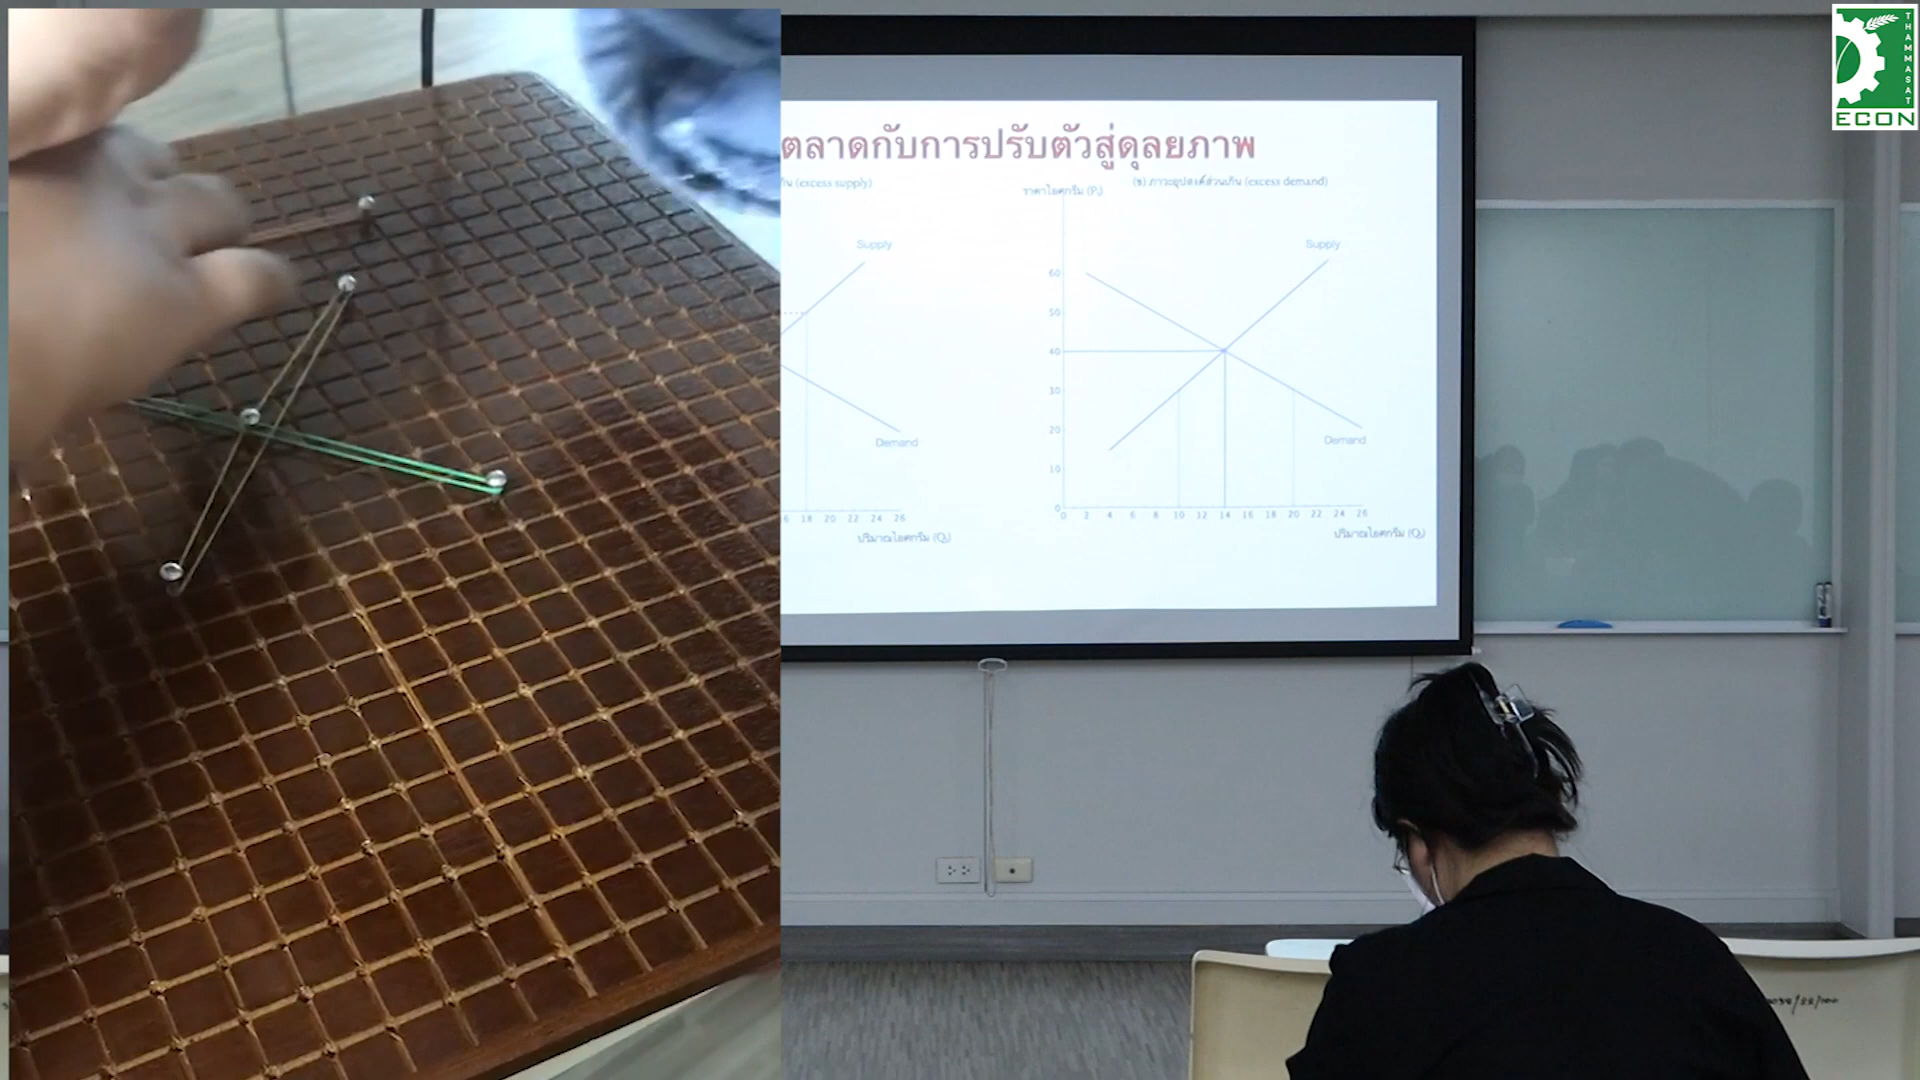 THAMMASAT
ECON
ตลาดกับการปรับตัวสู่ดุลยภาพ
กิน (excess supply)
Supply
Demand
6 18 20 22 24 26
ปริมาณไอศกรีม (Q)
ราคาไอศกรีม (P)
(ข) ภาวะอุปสงค์ส่วนเกิน (excess demand)
Supply
60
50
40
30
20
10
0
Demand
0 2 4 6 8 10 12 14 16 18 20 22 24 26
ปริมาณไอศกรีม (Q)